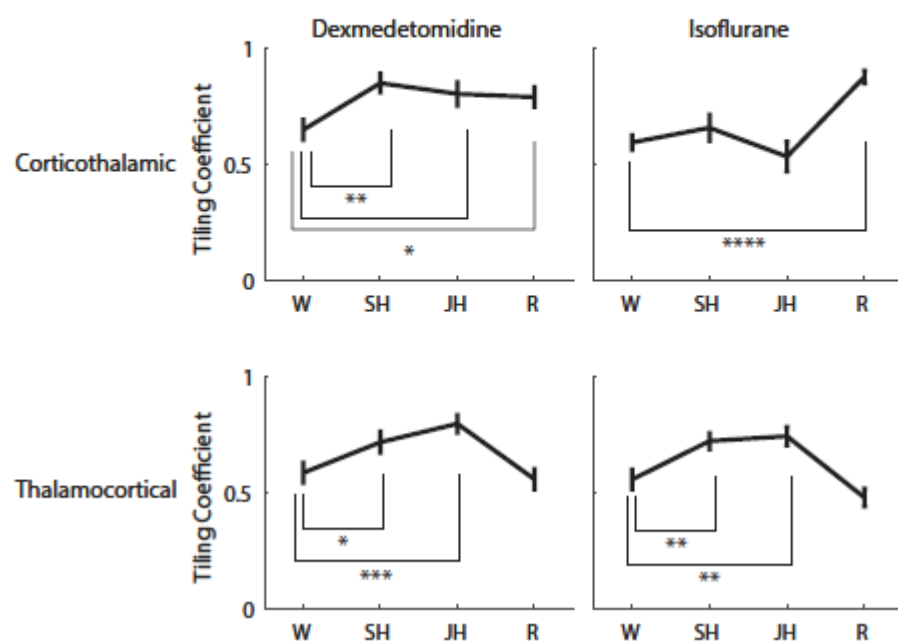 Dexmedetomidine Isoflurane
1 Corticothalamic Tiling Coefficient 0.5 0
**
*
****
W SH JH R W SH JH R
1 Thalamocortical Tiling Coefficient 0.5 0
*
***
**
**
W SH JH R W SH JH R